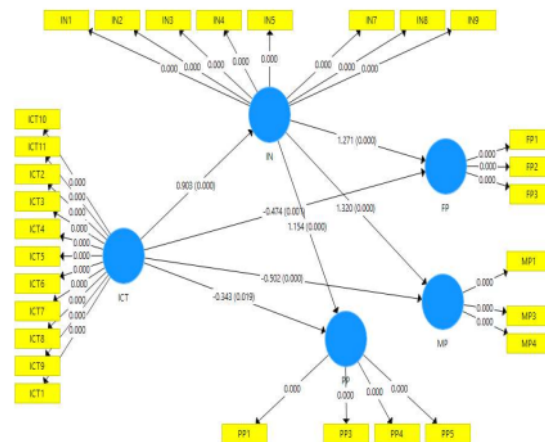 IN1 IN2 IN3 IN4 IN5 IN7 IN8 IN9
0.000 0.000 0.000 0.000 0.000 0.000 0.000 0.000
IN
ICT10
ICT11
ICT2
ICT3
ICT4
ICT5
ICT6
ICT7
ICT8
ICT9
ICT1
0.000
0.000
0.000
0.000
0.000
0.000
0.000
0.000
0.000
0.000
0.000
ICT
0.903 (0.000)
1.271 (0.000)
-0.474 (0.001)
1.154 (0.000)
1.320 (0.000)
-0.502 (0.000)
-0.343 (0.019)
FP
0.000 FP1
0.000 FP2
0.000 FP3
MP
0.000 MP1
0.000 MP3
0.000 MP4
PP
0.000 0.000 0.000 0.000
PP1 PP3 PP4 PP5